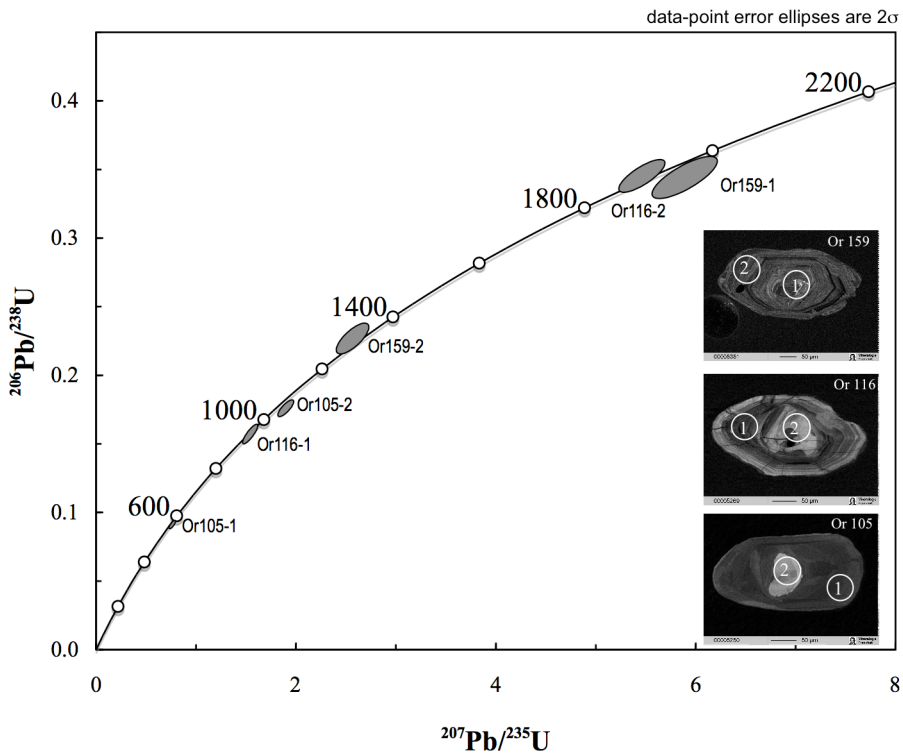 data-point error ellipses are 2σ
2200
0.4
Or159-1
1800
Or116-2
0.3
Or 159
2
1
1400
Or159-2
50 µm
206Pb/238U
0.2
Or 116
1000
Or105-2
1
2
Or116-1
00005269
50 µm
600
0.1
Or105-1
Or 105
2
1
00005250
50 µm
0.0
0
2
4
6
8
207Pb/235U